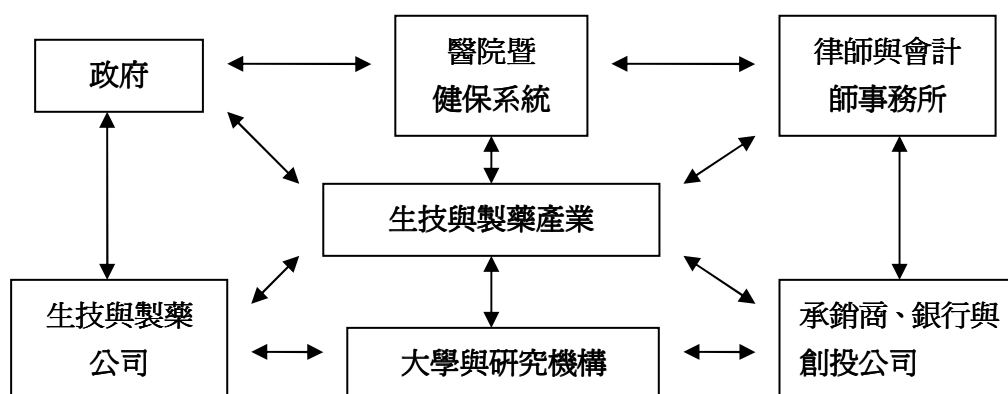 政府
醫院暨
健保系統
律師與會計
師事務所
生技與製藥產業
生技與製藥
公司
大學與研究機構
承銷商、銀行與
創投公司